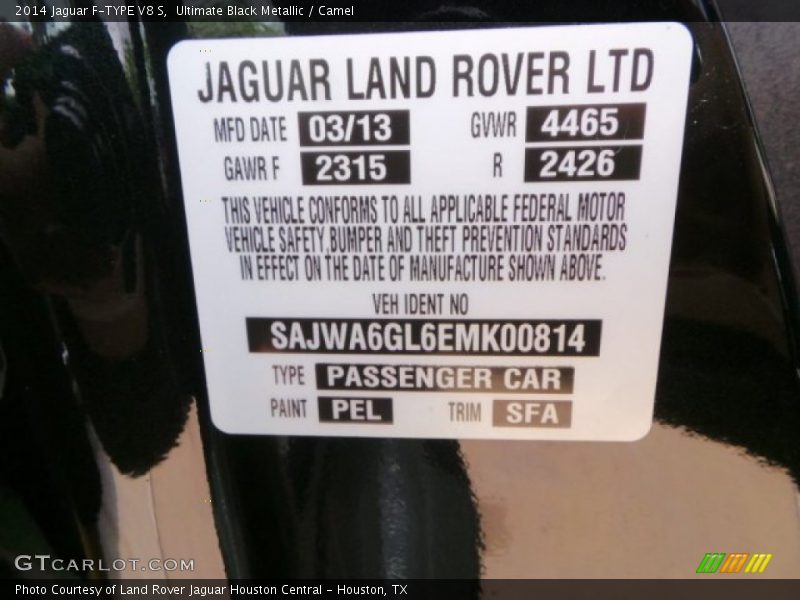 2014 Jaguar F-TYPE V8 S,  Ultimate Black Metallic / Camel
JAGUAR LAND ROVER LTD
MFD DATE 03/13 GVWR 4465
GAWR F 2315 R 2426
THIS VEHICLE CONFORMS TO ALL APPLICABLE FEDERAL MOTOR
VEHICLE SAFETY,BUMPER AND THEFT PREVENTION STANDARDS
IN EFFECT ON THE DATE OF MANUFACTURE SHOWN ABOVE.
VEH IDENT NO
SAJWA6GL6EMK00814
TYPE PASSENGER CAR
PAINT PEL TRIM SFA
GTCARLOT.COM
Photo Courtesy of Land Rover Jaguar Houston Central - Houston, TX